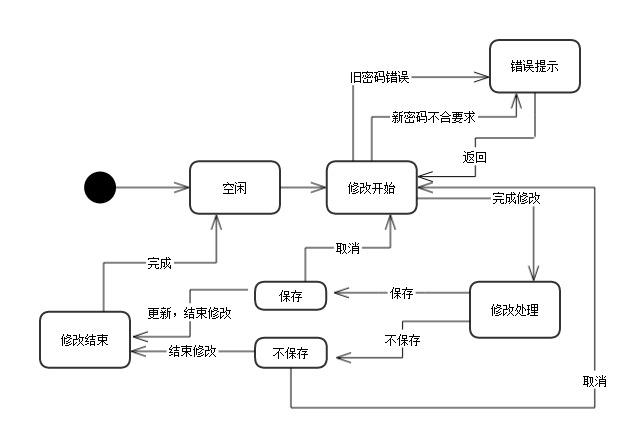 错误提示
旧密码错误
新密码不合要求
返回
空闲
修改开始
完成修改
取消
完成
保存
保存
修改处理
更新，结束修改
修改结束
不保存
结束修改
不保存
取消